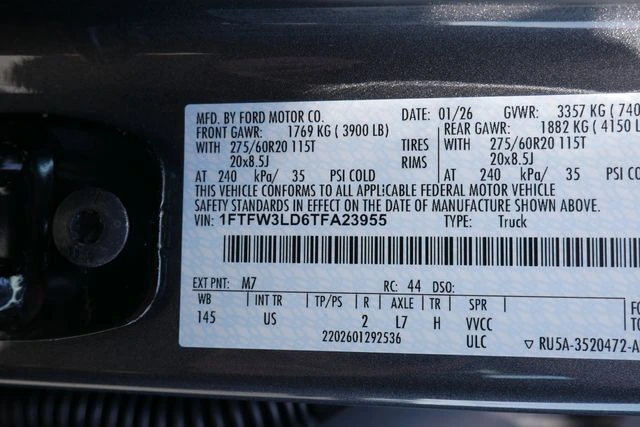 MFD. BY FORD MOTOR CO. DATE: 01/26 GVWR: 3357 KG (740
FRONT GAWR: 1769 KG (3900 LB) REAR GAWR: 1882 KG (4150 LB
WITH 275/60R20 115T TIRES WITH 275/60R20 115T
20x8.5J RIMS 20x8.5J
AT 240 kPa/ 35 PSI COLD AT 240 kPa/ 35 PSI CO
THIS VEHICLE CONFORMS TO ALL APPLICABLE FEDERAL MOTOR VEHICLE
SAFETY STANDARDS IN EFFECT ON THE DATE OF MANUFACTURE SHOWN ABOVE.
VIN: 1FTFW3LD6TFA23955 TYPE: Truck
EXT PNT: M7 RC: 44 DSO:
WB INT TR TP/PS R AXLE TR SPR
145 US 2 L7 H VVCC
2202601292536 ULC ▽ RU5A-3520472-A
FO
TO